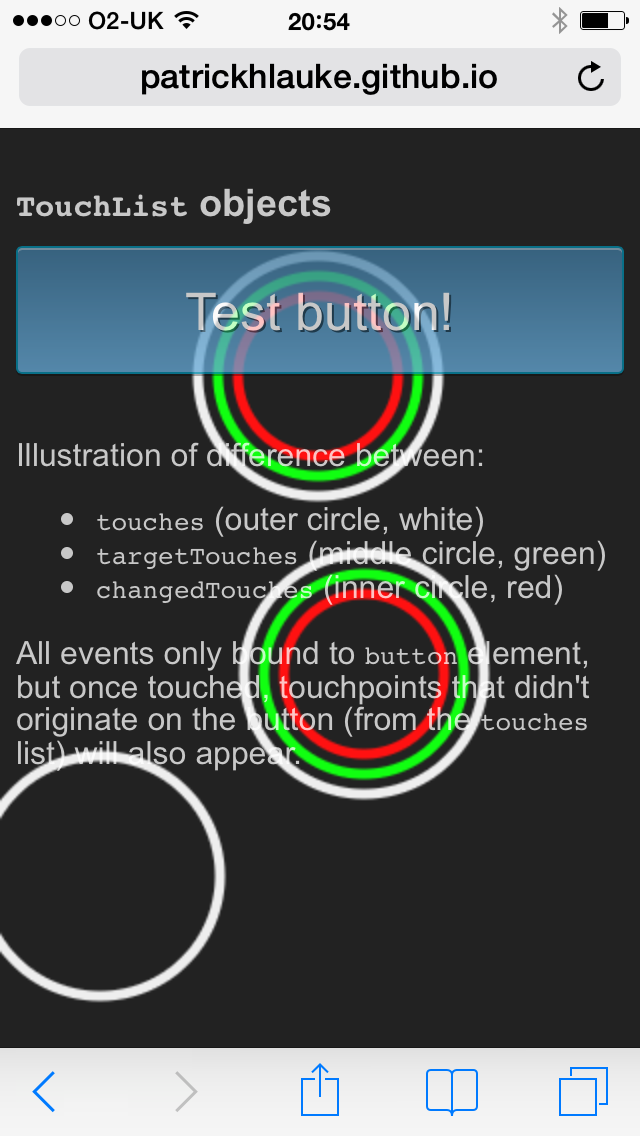 O2-UK 20:54
patrickhlauke.github.io
TouchList objects
Test button!
Illustration of difference between:
• touches (outer circle, white)
• targetTouches (middle circle, green)
• changedTouches (inner circle, red)
All events only bound to button element,
but once touched, touchpoints that didn't
originate on the button (from the touches
list) will also appear.